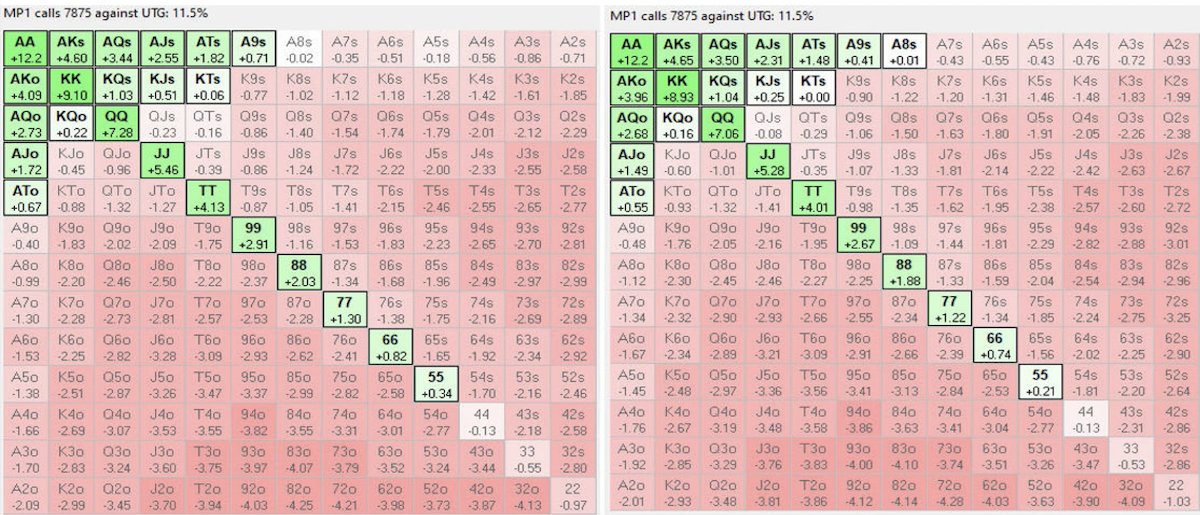 MP1 calls 7875 against UTG: 11.5%
AA AKs AQs AJs ATs A9s A8s A7s A6s A5s A4s A3s A2s
+12.2 +4.60 +3.44 +2.55 +1.82 +0.71 -0.02 -0.35 -0.51 -0.18 -0.56 -0.86 -0.71
AKo KK KQs KJs KTs K9s K8s K7s K6s K5s K4s K3s K2s
+4.09 +9.10 +1.03 +0.51 +0.06 -0.77 -1.02 -1.12 -1.18 -1.28 -1.42 -1.61 -1.85
AQo KQo QQ QJs QTs Q9s Q8s Q7s Q6s Q5s Q4s Q3s Q2s
+2.73 +0.22 +7.28 -0.23 -0.16 -0.86 -1.40 -1.54 -1.74 -1.79 -2.01 -2.12 -2.29
AJo KJo QJo JJ JTs J9s J8s J7s J6s J5s J4s J3s J2s
+1.72 -0.45 -0.96 +5.46 -0.39 -0.86 -1.24 -1.72 -2.22 -2.00 -2.33 -2.55 -2.58
ATo KTo QTo JTo TT T9s T8s T7s T6s T5s T4s T3s T2s
+0.67 -0.88 -1.32 -1.27 +4.13 -0.87 -1.05 -1.41 -2.15 -2.46 -2.55 -2.65 -2.77
A9o K9o Q9o J9o T9o 99 98s 97s 96s 95s 94s 93s 92s
-0.40 -1.83 -2.02 -2.09 -1.75 +2.91 -1.16 -1.53 -1.83 -2.23 -2.65 -2.70 -2.81
A8o K8o Q8o J8o T8o 98o 88 87s 86s 85s 84s 83s 82s
-0.99 -2.20 -2.46 -2.50 -2.22 -2.37 +2.03 -1.34 -1.68 -1.96 -2.49 -2.97 -2.99
A7o K7o Q7o J7o T7o 97o 87o 77 76s 75s 74s 73s 72s
-1.30 -2.28 -2.73 -2.81 -2.57 -2.53 -2.28 +1.30 -1.38 -1.75 -2.16 -2.69 -2.89
A6o K6o Q6o J6o T6o 96o 86o 76o 66 65s 64s 63s 62s
-1.53 -2.25 -2.82 -3.28 -3.09 -2.93 -2.62 -2.41 +0.82 -1.65 -1.92 -2.34 -2.92
A5o K5o Q5o J5o T5o 95o 85o 75o 65o 55 54s 53s 52s
-1.38 -2.51 -2.87 -3.26 -3.47 -3.37 -2.99 -2.82 -2.58 +0.34 -1.70 -2.16 -2.46
A4o K4o Q4o J4o T4o 94o 84o 74o 64o 54o 44 43s 42s
-1.66 -2.69 -3.07 -3.53 -3.55 -3.82 -3.55 -3.31 -3.01 -2.77 -0.13 -2.18 -2.58
A3o K3o Q3o J3o T3o 93o 83o 73o 63o 53o 43o 33 32s
-1.70 -2.83 -3.24 -3.60 -3.75 -3.97 -4.07 -3.79 -3.52 -3.24 -3.44 -0.55 -2.80
A2o K2o Q2o J2o T2o 92o 82o 72o 62o 52o 42o 32o 22
-2.09 -2.99 -3.45 -3.70 -3.94 -4.03 -4.25 -4.21 -3.98 -3.73 -3.87 -4.13 -0.97
MP1 calls 7875 against UTG: 11.5%
AA AKs AQs AJs ATs A9s A8s A7s A6s A5s A4s A3s A2s
+12.2 +4.65 +3.50 +2.31 +1.48 +0.41 +0.01 -0.43 -0.55 -0.43 -0.76 -0.72 -0.93
AKo KK KQs KJs KTs K9s K8s K7s K6s K5s K4s K3s K2s
+3.96 +8.93 +1.04 +0.25 +0.00 -0.90 -1.22 -1.20 -1.31 -1.46 -1.48 -1.83 -1.99
AQo KQo QQ QJs QTs Q9s Q8s Q7s Q6s Q5s Q4s Q3s Q2s
+2.68 +0.16 +7.06 -0.08 -0.29 -1.06 -1.50 -1.63 -1.80 -1.91 -2.05 -2.26 -2.38
AJo KJo QJo JJ JTs J9s J8s J7s J6s J5s J4s J3s J2s
+1.49 -0.60 -1.01 +5.28 -0.35 -1.07 -1.33 -1.81 -2.14 -2.22 -2.42 -2.63 -2.67
ATo KTo QTo JTo TT T9s T8s T7s T6s T5s T4s T3s T2s
+0.55 -0.93 -1.32 -1.41 +4.01 -0.98 -1.35 -1.62 -1.95 -2.38 -2.57 -2.60 -2.72
A9o K9o Q9o J9o T9o 99 98s 97s 96s 95s 94s 93s 92s
-0.48 -1.76 -2.05 -2.16 -1.95 +2.67 -1.09 -1.44 -1.81 -2.29 -2.82 -2.88 -3.01
A8o K8o Q8o J8o T8o 98o 88 87s 86s 85s 84s 83s 82s
-1.12 -2.30 -2.45 -2.46 -2.27 -2.25 +1.88 -1.33 -1.59 -2.04 -2.54 -2.94 -2.96
A7o K7o Q7o J7o T7o 97o 87o 77 76s 75s 74s 73s 72s
-1.34 -2.32 -2.90 -2.93 -2.66 -2.55 -2.34 +1.22 -1.34 -1.85 -2.24 -2.75 -3.25
A6o K6o Q6o J6o T6o 96o 86o 76o 66 65s 64s 63s 62s
-1.67 -2.34 -2.89 -3.21 -3.09 -2.91 -2.66 -2.39 +0.74 -1.56 -2.02 -2.25 -2.90
A5o K5o Q5o J5o T5o 95o 85o 75o 65o 55 54s 53s 52s
-1.45 -2.48 -2.97 -3.36 -3.56 -3.41 -3.13 -2.84 -2.53 +0.21 -1.81 -2.20 -2.64
A4o K4o Q4o J4o T4o 94o 84o 74o 64o 54o 44 43s 42s
-1.76 -2.67 -3.19 -3.48 -3.58 -3.86 -3.63 -3.41 -3.04 -2.77 -0.13 -2.31 -2.86
A3o K3o Q3o J3o T3o 93o 83o 73o 63o 53o 43o 33 32s
-1.92 -2.85 -3.29 -3.76 -3.83 -4.00 -4.10 -3.74 -3.51 -3.26 -3.47 -0.53 -2.86
A2o K2o Q2o J2o T2o 92o 82o 72o 62o 52o 42o 32o 22
-2.01 -2.93 -3.48 -3.81 -3.86 -4.12 -4.14 -4.28 -4.03 -3.63 -3.90 -4.09 -1.03